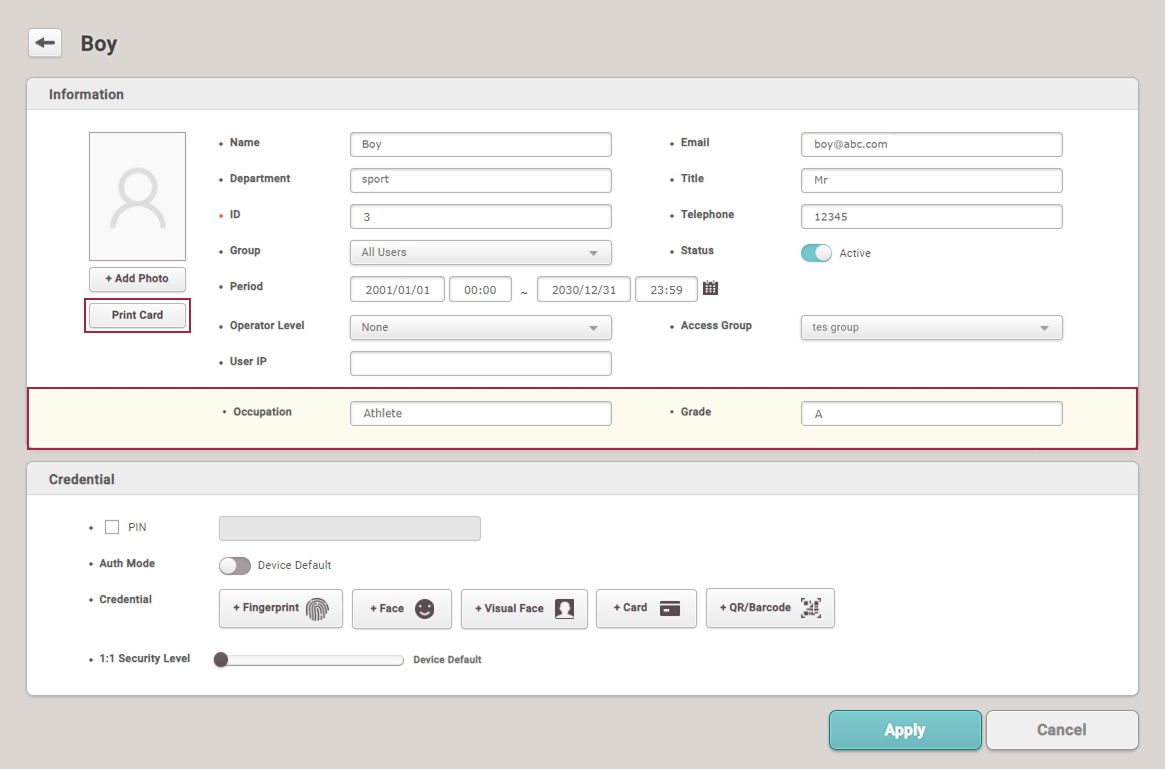 Boy
Information
Name Boy Email boy@abc.com
Department sport Title Mr
ID 3 Telephone 12345
Group All Users Status Active
+ Add Photo
Period 2001/01/01 00:00 ~ 2030/12/31 23:59
Print Card
Operator Level None Access Group tes group
User IP
Occupation Athlete Grade A
Credential
PIN
Auth Mode Device Default
Credential + Fingerprint + Face + Visual Face + Card + QR/Barcode
1:1 Security Level Device Default
Apply Cancel